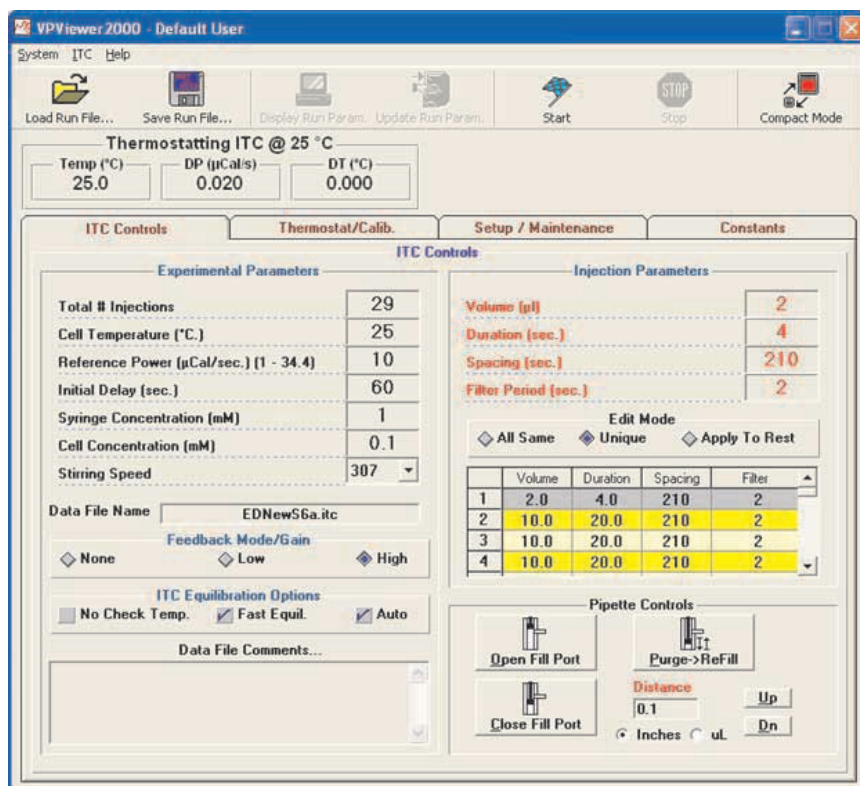 VPViewer2000 - Default User
System ITC Help
Load Run File... Save Run File... Display Run Param. Update Run Param. Start Stop Compact Mode
STOP
Thermostatting ITC @ 25 °C
Temp (°C) DP (µCal/s) DT (°C)
25.0 0.020 0.000
ITC Controls Thermostat/Calib. Setup / Maintenance Constants
ITC Controls
Experimental Parameters
Total # Injections 29
Cell Temperature (°C.) 25
Reference Power (µCal/sec.) (1 - 34.4) 10
Initial Delay (sec.) 60
Syringe Concentration (mM) 1
Cell Concentration (mM) 0.1
Stirring Speed 307
Data File Name EDNewS6a.itc
Feedback Mode/Gain
None Low High
ITC Equilibration Options
No Check Temp. Fast Equil. Auto
Data File Comments...
Injection Parameters
Volume (µl) 2
Duration (sec.) 4
Spacing (sec.) 210
Filter Period (sec.) 2
Edit Mode
All Same Unique Apply To Rest
Volume Duration Spacing Filter
1 2.0 4.0 210 2
2 10.0 20.0 210 2
3 10.0 20.0 210 2
4 10.0 20.0 210 2
Pipette Controls
Open Fill Port Purge->ReFill
Close Fill Port
Distance
0.1
Inches uL
Up
Dn